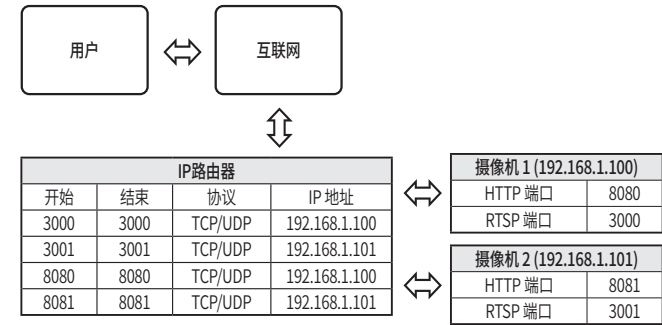 用户
互联网
IP路由器
开始 结束 协议 IP 地址
3000 3000 TCP/UDP 192.168.1.100
3001 3001 TCP/UDP 192.168.1.101
8080 8080 TCP/UDP 192.168.1.100
8081 8081 TCP/UDP 192.168.1.101
摄像机 1 (192.168.1.100)
HTTP 端口 8080
RTSP 端口 3000
摄像机 2 (192.168.1.101)
HTTP 端口 8081
RTSP 端口 3001